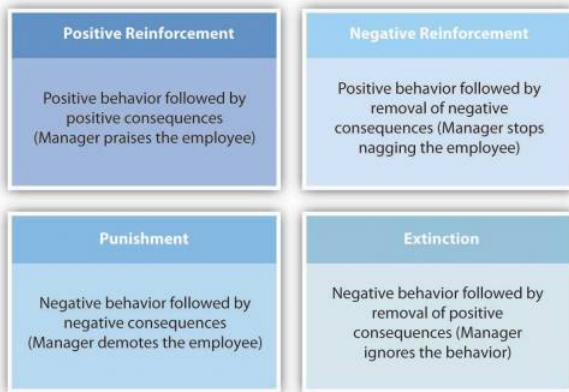 Positive Reinforcement
Positive behavior followed by
positive consequences
(Manager praises the employee)
Negative Reinforcement
Positive behavior followed by
removal of negative
consequences (Manager stops
nagging the employee)
Punishment
Negative behavior followed by
negative consequences
(Manager demotes the employee)
Extinction
Negative behavior followed by
removal of positive
consequences (Manager
ignores the behavior)